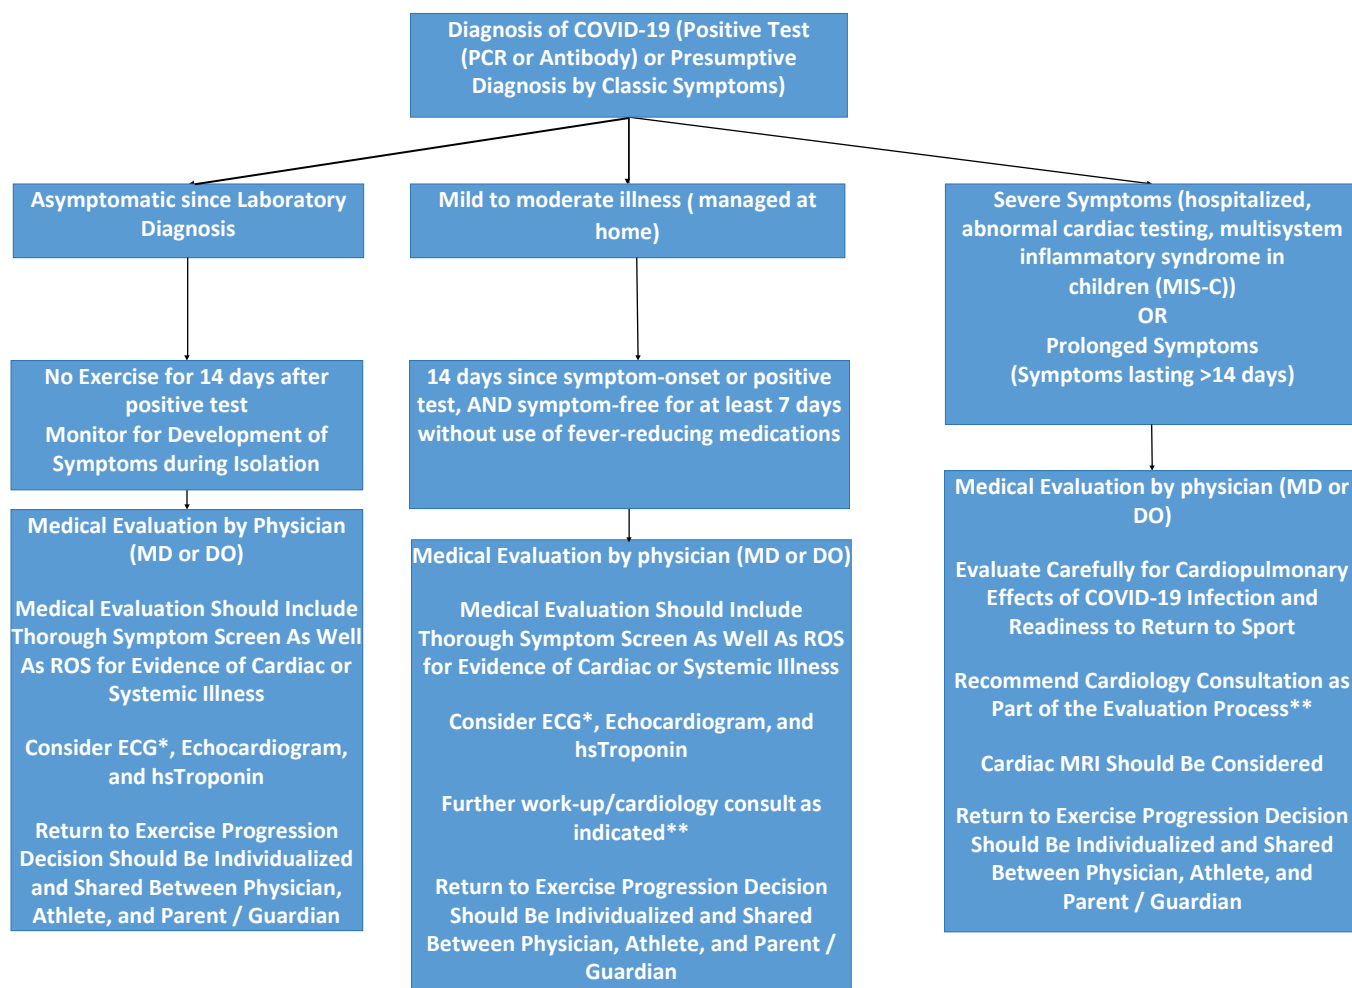 Diagnosis of COVID-19 (Positive Test
(PCR or Antibody) or Presumptive
Diagnosis by Classic Symptoms)
Asymptomatic since Laboratory
Diagnosis
No Exercise for 14 days after
positive test
Monitor for Development of
Symptoms during Isolation
Medical Evaluation by Physician
(MD or DO)
Medical Evaluation Should Include
Thorough Symptom Screen As Well
As ROS for Evidence of Cardiac or
Systemic Illness
Consider ECG*, Echocardiogram,
and hsTroponin
Return to Exercise Progression
Decision Should Be Individualized
and Shared Between Physician,
Athlete, and Parent / Guardian
Mild to moderate illness ( managed at
home)
14 days since symptom-onset or positive
test, AND symptom-free for at least 7 days
without use of fever-reducing medications
Medical Evaluation by physician (MD or DO)
Medical Evaluation Should Include
Thorough Symptom Screen As Well As ROS
for Evidence of Cardiac or Systemic Illness
Consider ECG*, Echocardiogram, and
hsTroponin
Further work-up/cardiology consult as
indicated**
Return to Exercise Progression Decision
Should Be Individualized and Shared
Between Physician, Athlete, and Parent /
Guardian
Severe Symptoms (hospitalized,
abnormal cardiac testing, multisystem
inflammatory syndrome in
children (MIS-C))
OR
Prolonged Symptoms
(Symptoms lasting >14 days)
Medical Evaluation by physician (MD or
DO)
Evaluate Carefully for Cardiopulmonary
Effects of COVID-19 Infection and
Readiness to Return to Sport
Recommend Cardiology Consultation as
Part of the Evaluation Process**
Cardiac MRI Should Be Considered
Return to Exercise Progression Decision
Should Be Individualized and Shared
Between Physician, Athlete, and
Parent / Guardian